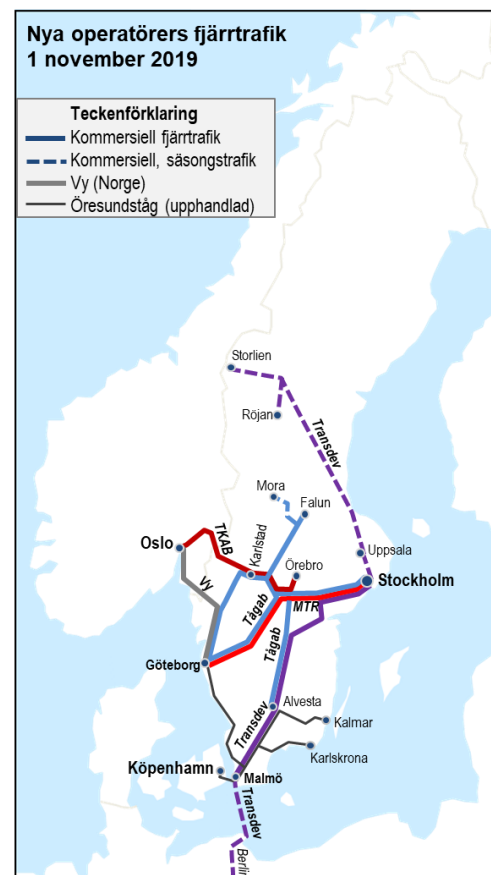 Nya operatörers fjärrtrafik
1 november 2019
Teckenförklaring
Kommersiell fjärrtrafik
Kommersiell, säsongstrafik
Vy (Norge)
Öresundståg (upphandlad)
Storlien
Röjan
Transdev
Mora
Falun
Oslo
TKAB
Karlstad
Örebro
Uppsala
Stockholm
Vy
Tågab
MTR
Tågab
Göteborg
Alvesta
Transdev
Kalmar
Karlskrona
Köpenhamn
Malmö
Transdev
Berlin